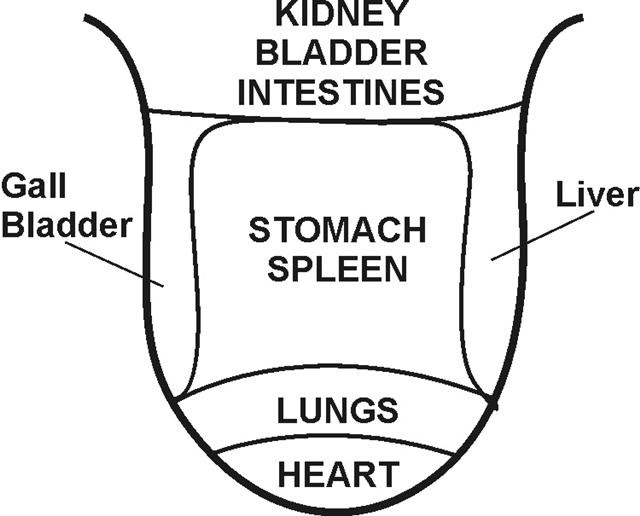 KIDNEY
BLADDER
INTESTINES
Gall
Bladder
Liver
STOMACH
SPLEEN
LUNGS
HEART